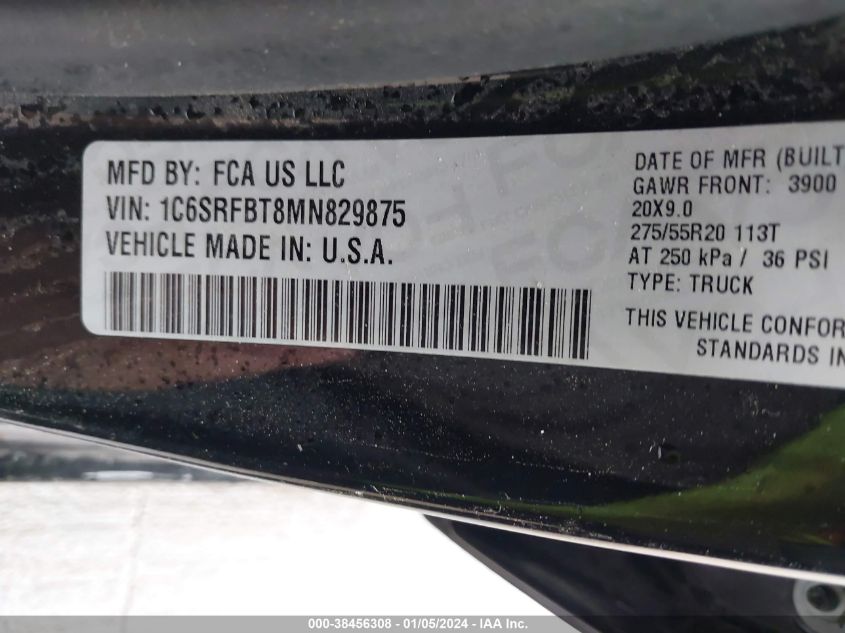 MFD BY: FCA US LLC
VIN: 1C6SRFBT8MN829875
VEHICLE MADE IN: U.S.A.
DATE OF MFR (BUILT
GAWR FRONT: 3900
20X9.0
275/55R20 113T
AT 250 kPa / 36 PSI
TYPE: TRUCK
THIS VEHICLE CONFOR
STANDARDS IN
000-38456308 - 01/05/2024 - IAA Inc.